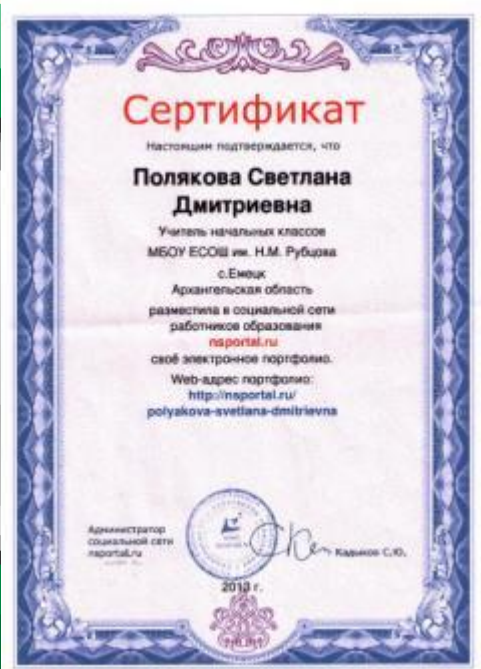 Сертификат
Настоящим подтверждается, что
Полякова Светлана
Дмитриевна
Учитель начальных классов
МБОУ ЕСОШ им. Н.М. Рубцова
с.Емецк
Архангельская область
разместила в социальной сети
работников образования
nsportal.ru
своё электронное портфолио.
Web-адрес портфолио:
http://nsportal.ru/
polyakova-svetlana-dmitrievna
Администратор
социальной сети
nsportal.ru
Кадыков С.Ю.
2013 г.